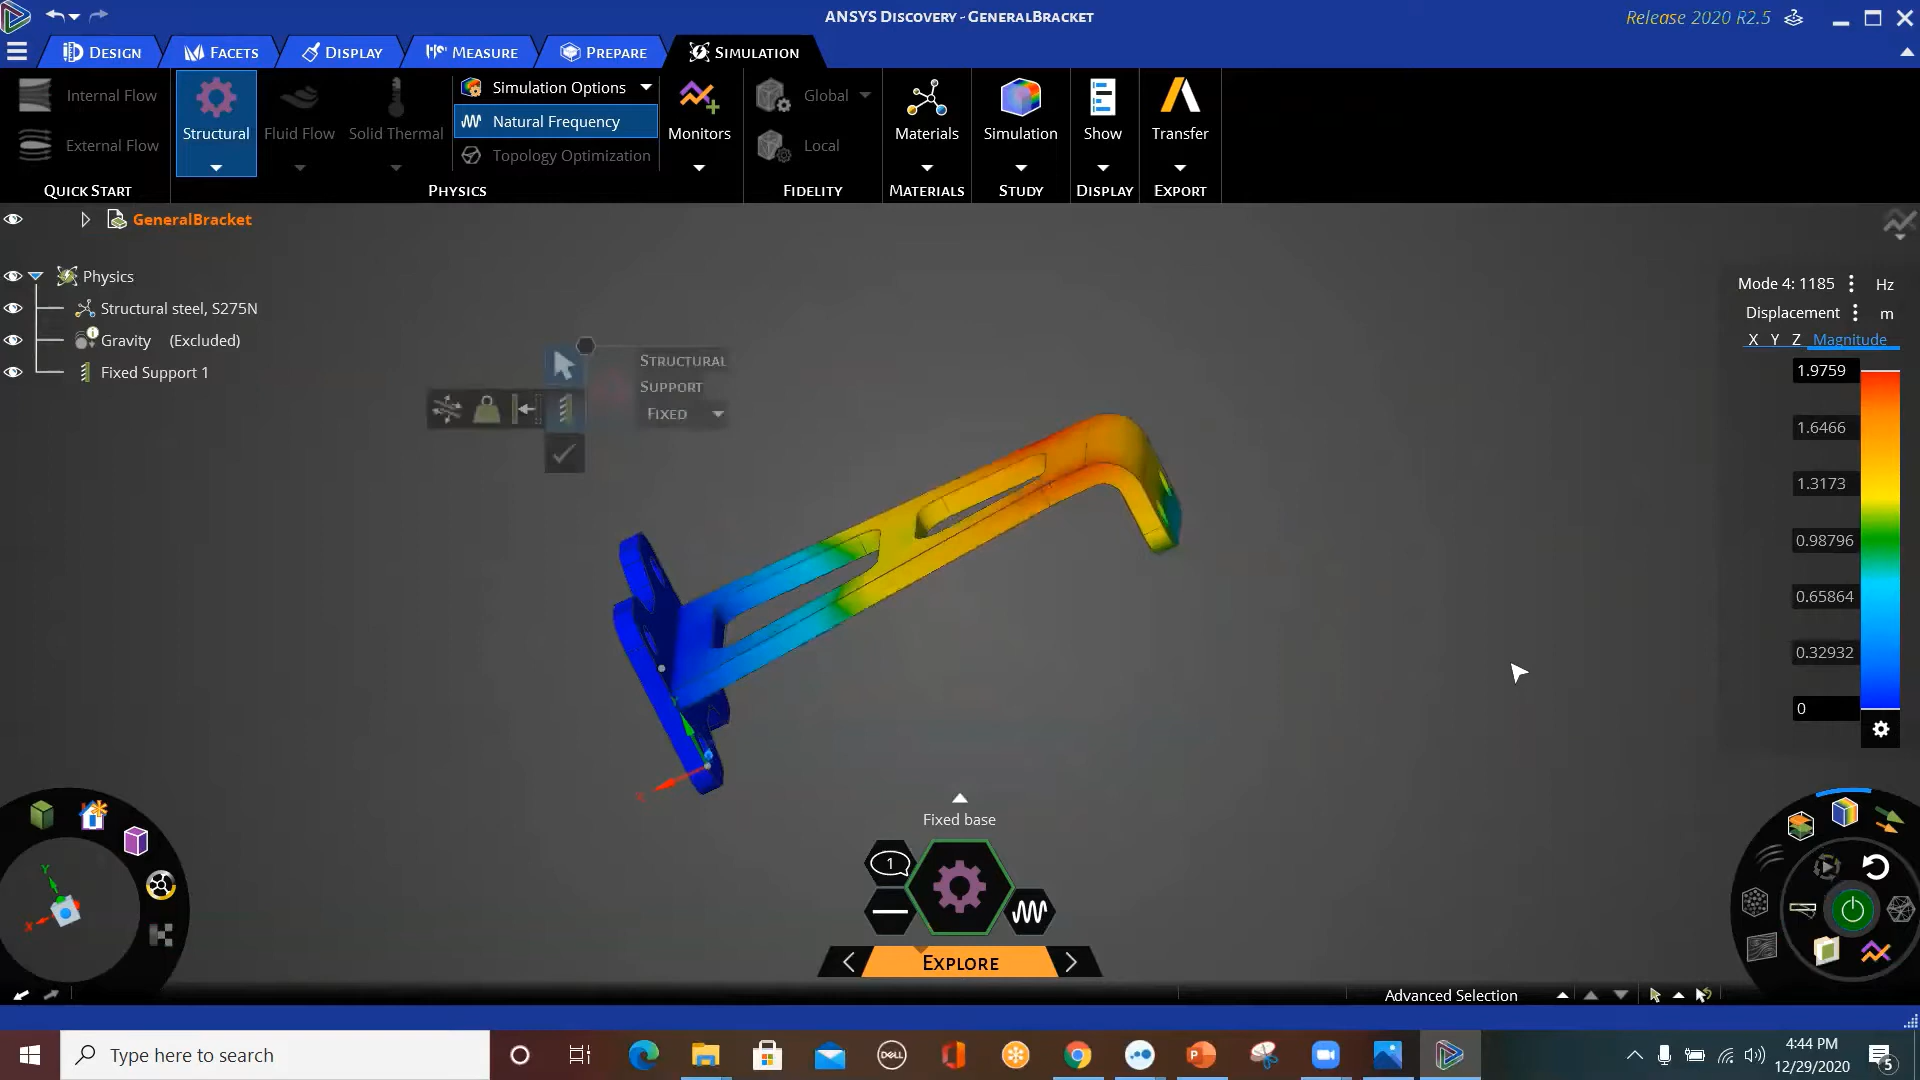 ANSYS Discovery - GeneralBracket
Release 2020 R2.5
Design
Facets
Display
Measure
Prepare
Simulation
Internal Flow
External Flow
Quick Start
Structural
Fluid Flow
Solid Thermal
Simulation Options
Natural Frequency
Topology Optimization
Physics
Monitors
Global
Local
Fidelity
Materials
Materials
Simulation
Study
Show
Display
Transfer
Export
GeneralBracket
Physics
Structural steel, S275N
Gravity (Excluded)
Fixed Support 1
Structural
Support
Fixed
Mode 4: 1185 Hz
Displacement m
X Y Z Magnitude
1.9759
1.6466
1.3173
0.98796
0.65864
0.32932
0
Y
X
X
Fixed base
1
Explore
Advanced Selection
Type here to search
DELL
4:44 PM
12/29/2020
5